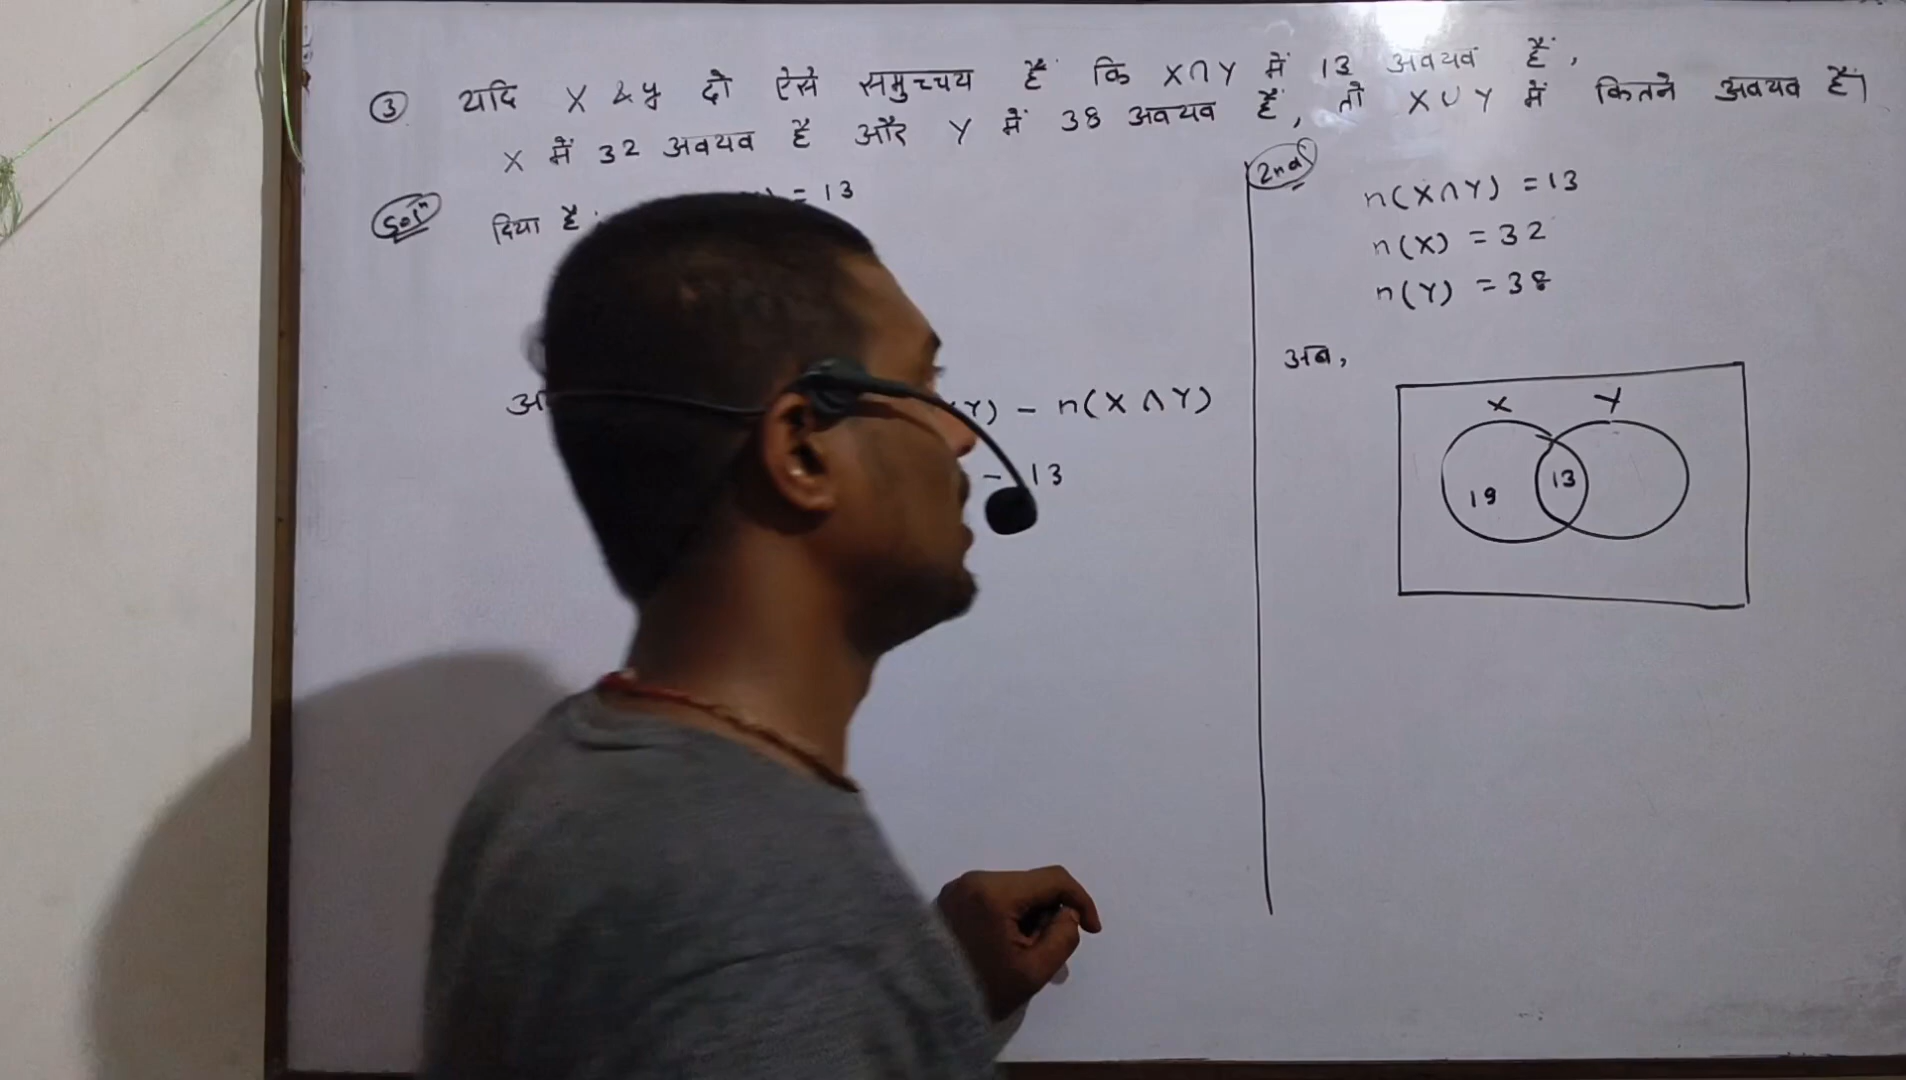 ③ यदि X & y दो ऐसे समुच्चय हैं कि X∩Y में 13 अवयव हैं,
X में 32 अवयव हैं और Y में 38 अवयव हैं, तो X∪Y में कितने अवयव हैं।
Solⁿ
दिया है
= 13
Y) – n(X ∩ Y)
– 13
2nd
n(X∩Y) = 13
n(X) = 32
n(Y) = 38
अब,
X Y
19 13